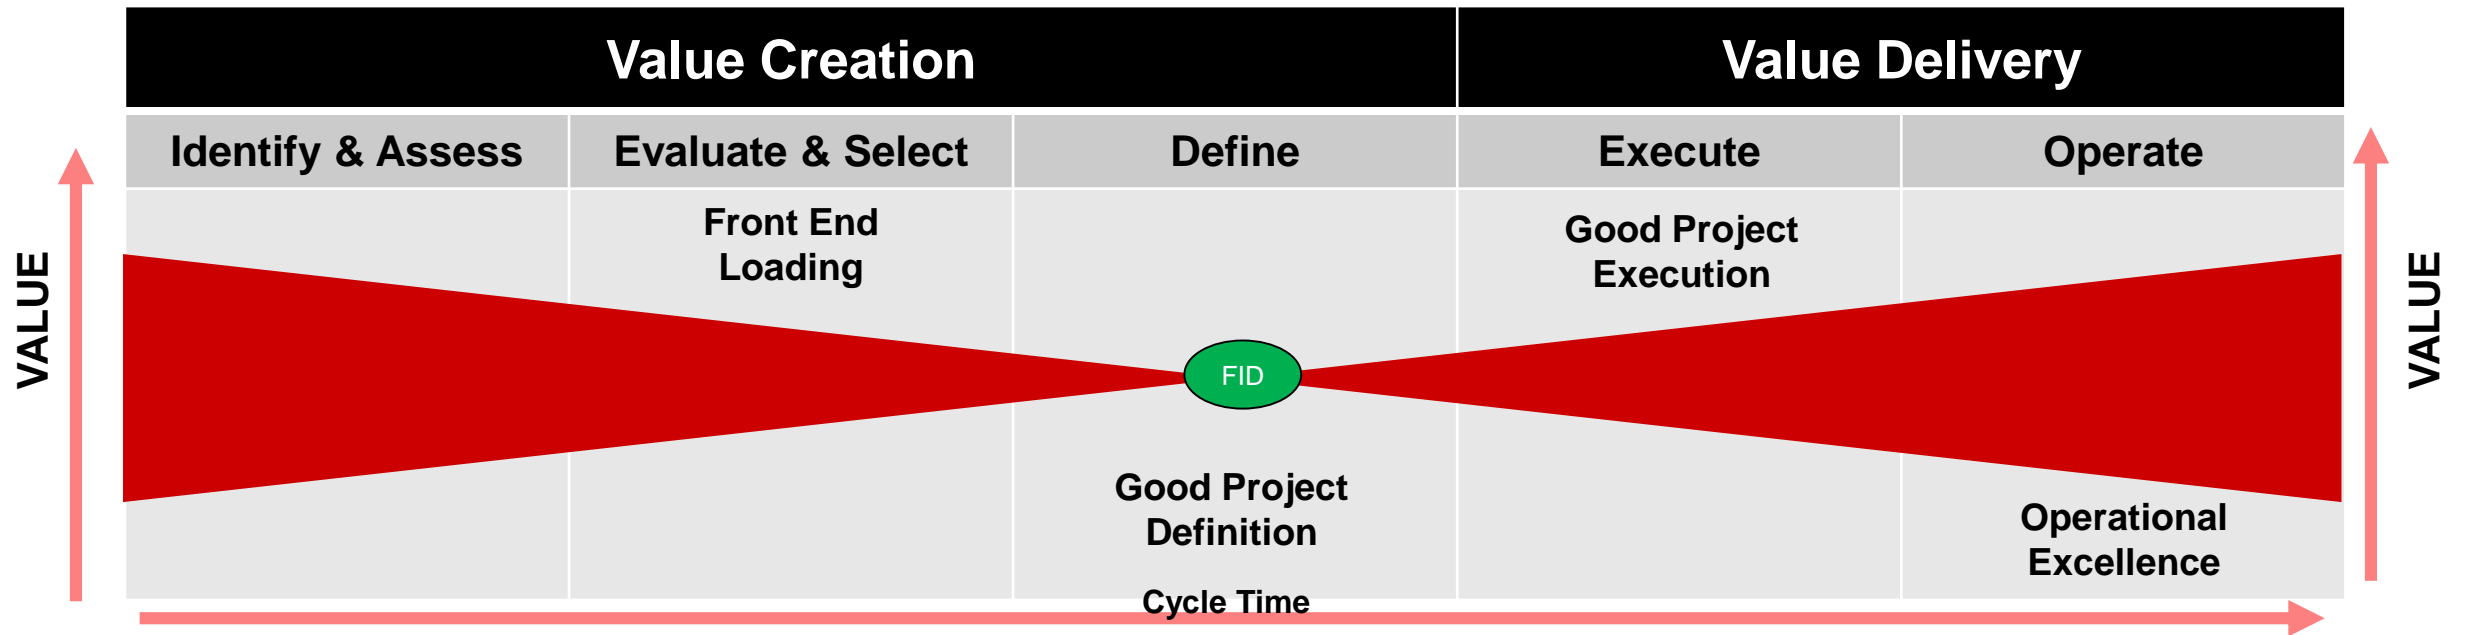 Value Creation
Value Delivery
Identify & Assess
Evaluate & Select
Define
Execute
Operate
VALUE
Front End
Loading
Good Project
Execution
VALUE
FID
Good Project
Definition
Operational
Excellence
Cycle Time